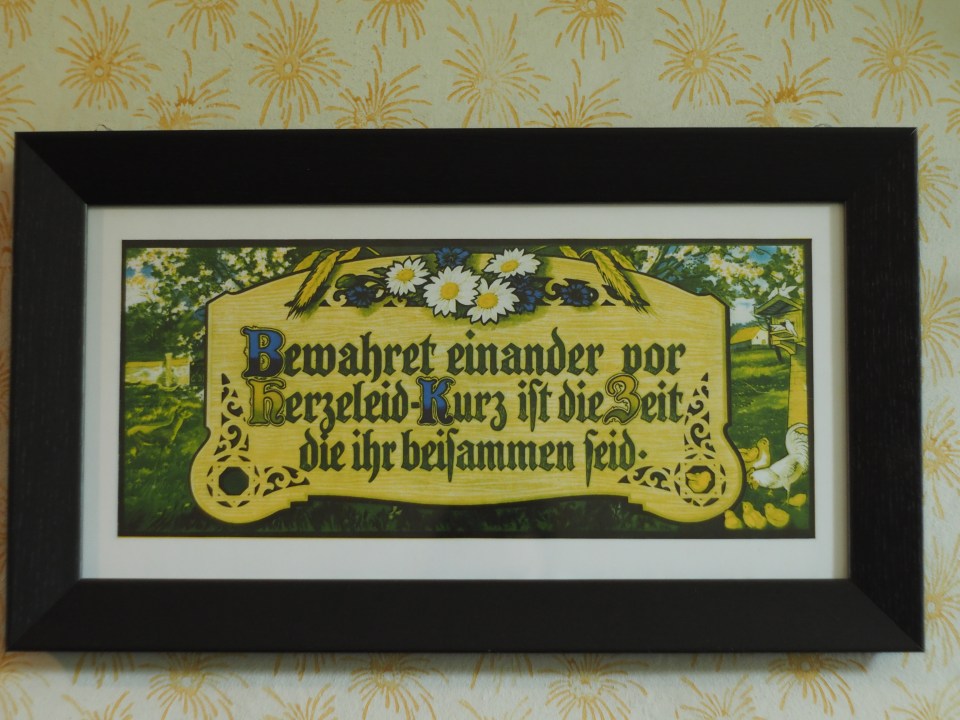 Bewahret einander vor
Herzeleid-Kurz iſt die Zeit,
die ihr beiſammen ſeid.